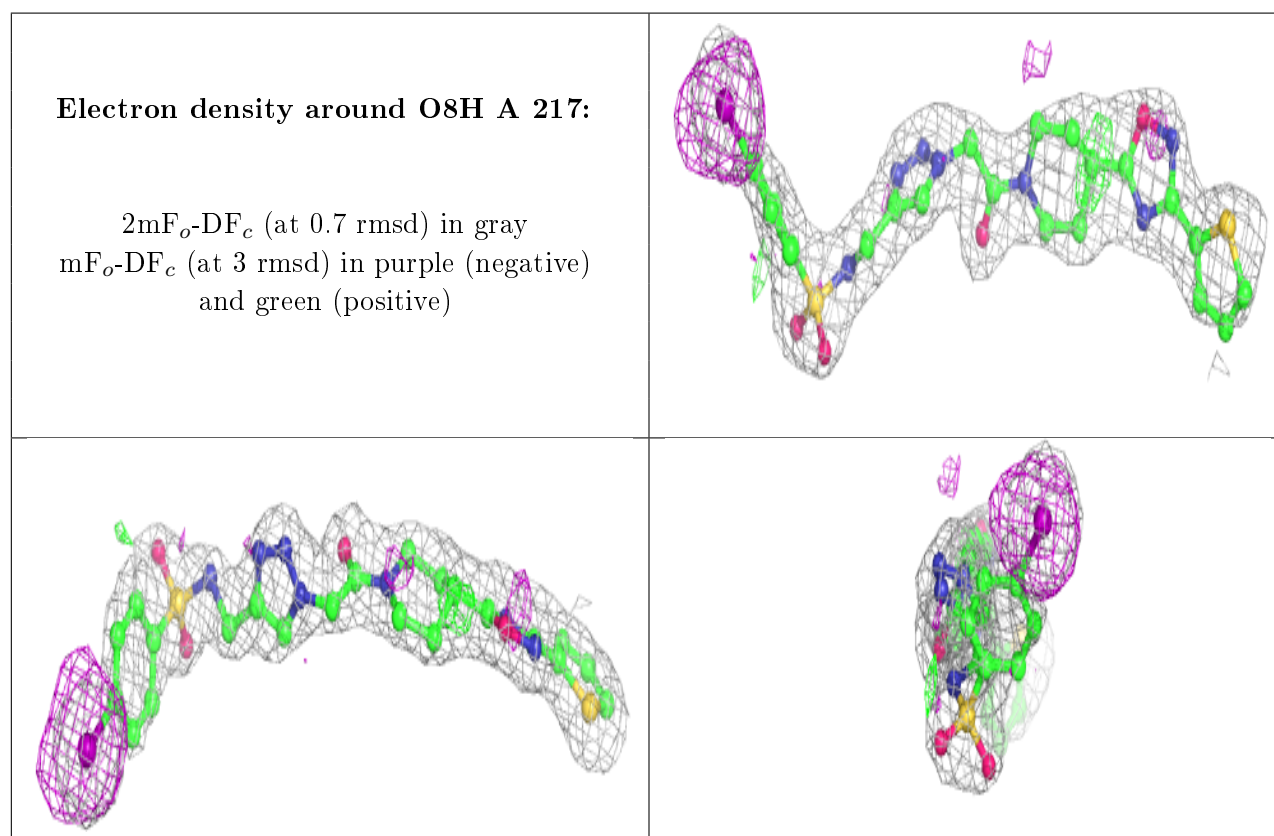 Electron density around O8H A 217:
2mFo-DFc (at 0.7 rmsd) in gray
mFo-DFc (at 3 rmsd) in purple (negative)
and green (positive)